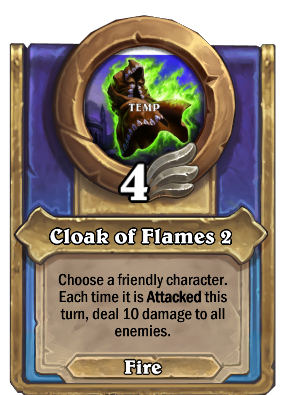 TEMP
4
Cloak of Flames 2
Choose a friendly character.
Each time it is Attacked this
turn, deal 10 damage to all
enemies.
Fire